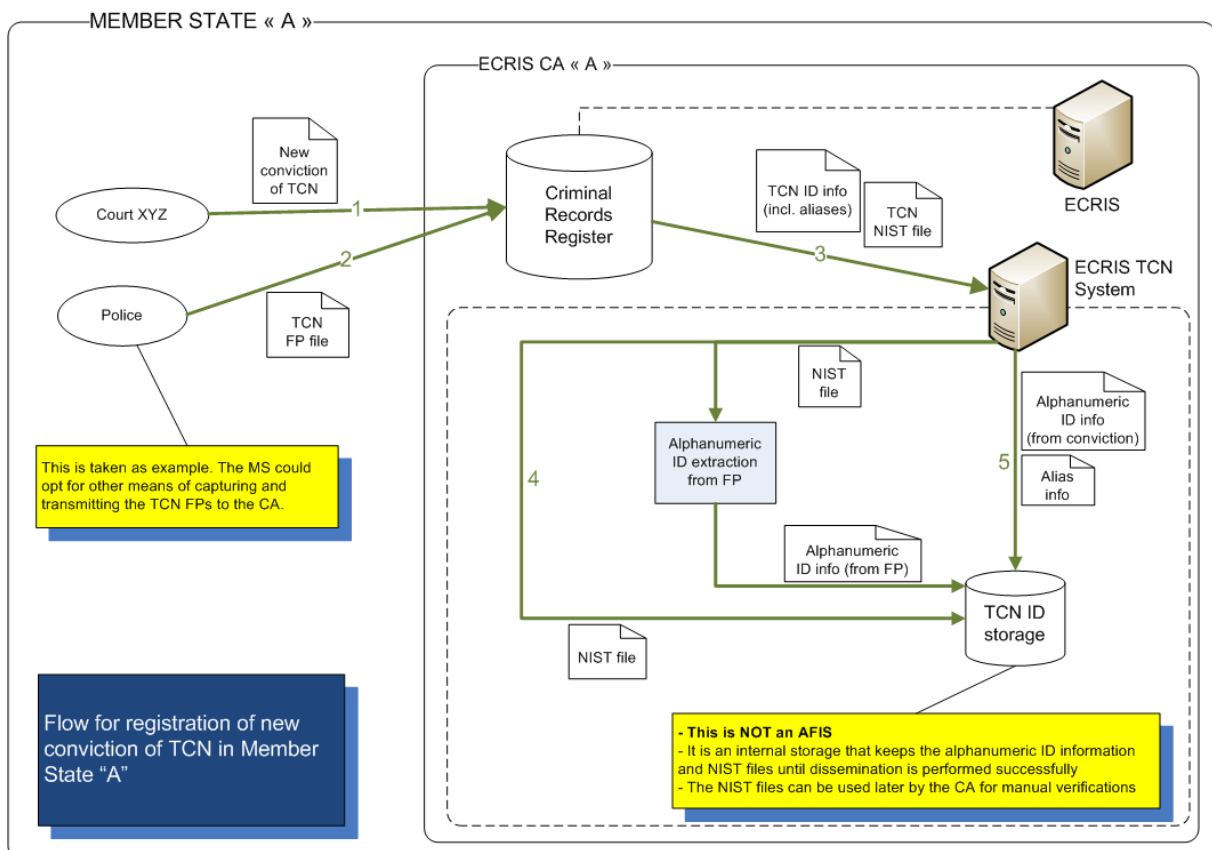 MEMBER STATE « A »
ECRIS CA « A »
New
conviction
of TCN
Court XYZ
1
2
Police
TCN
FP file
Criminal
Records
Register
TCN ID info
(incl. aliases)
TCN
NIST file
3
ECRIS
ECRIS TCN
System
NIST
file
Alphanumeric
ID info
(from conviction)
Alphanumeric
ID extraction
from FP
4
5
Alias
info
Alphanumeric
ID info (from FP)
TCN ID
storage
NIST file
This is taken as example. The MS could
opt for other means of capturing and
transmitting the TCN FPs to the CA.
Flow for registration of new
conviction of TCN in Member
State “A”
- This is NOT an AFIS
- It is an internal storage that keeps the alphanumeric ID information
and NIST files until dissemination is performed successfully
- The NIST files can be used later by the CA for manual verifications